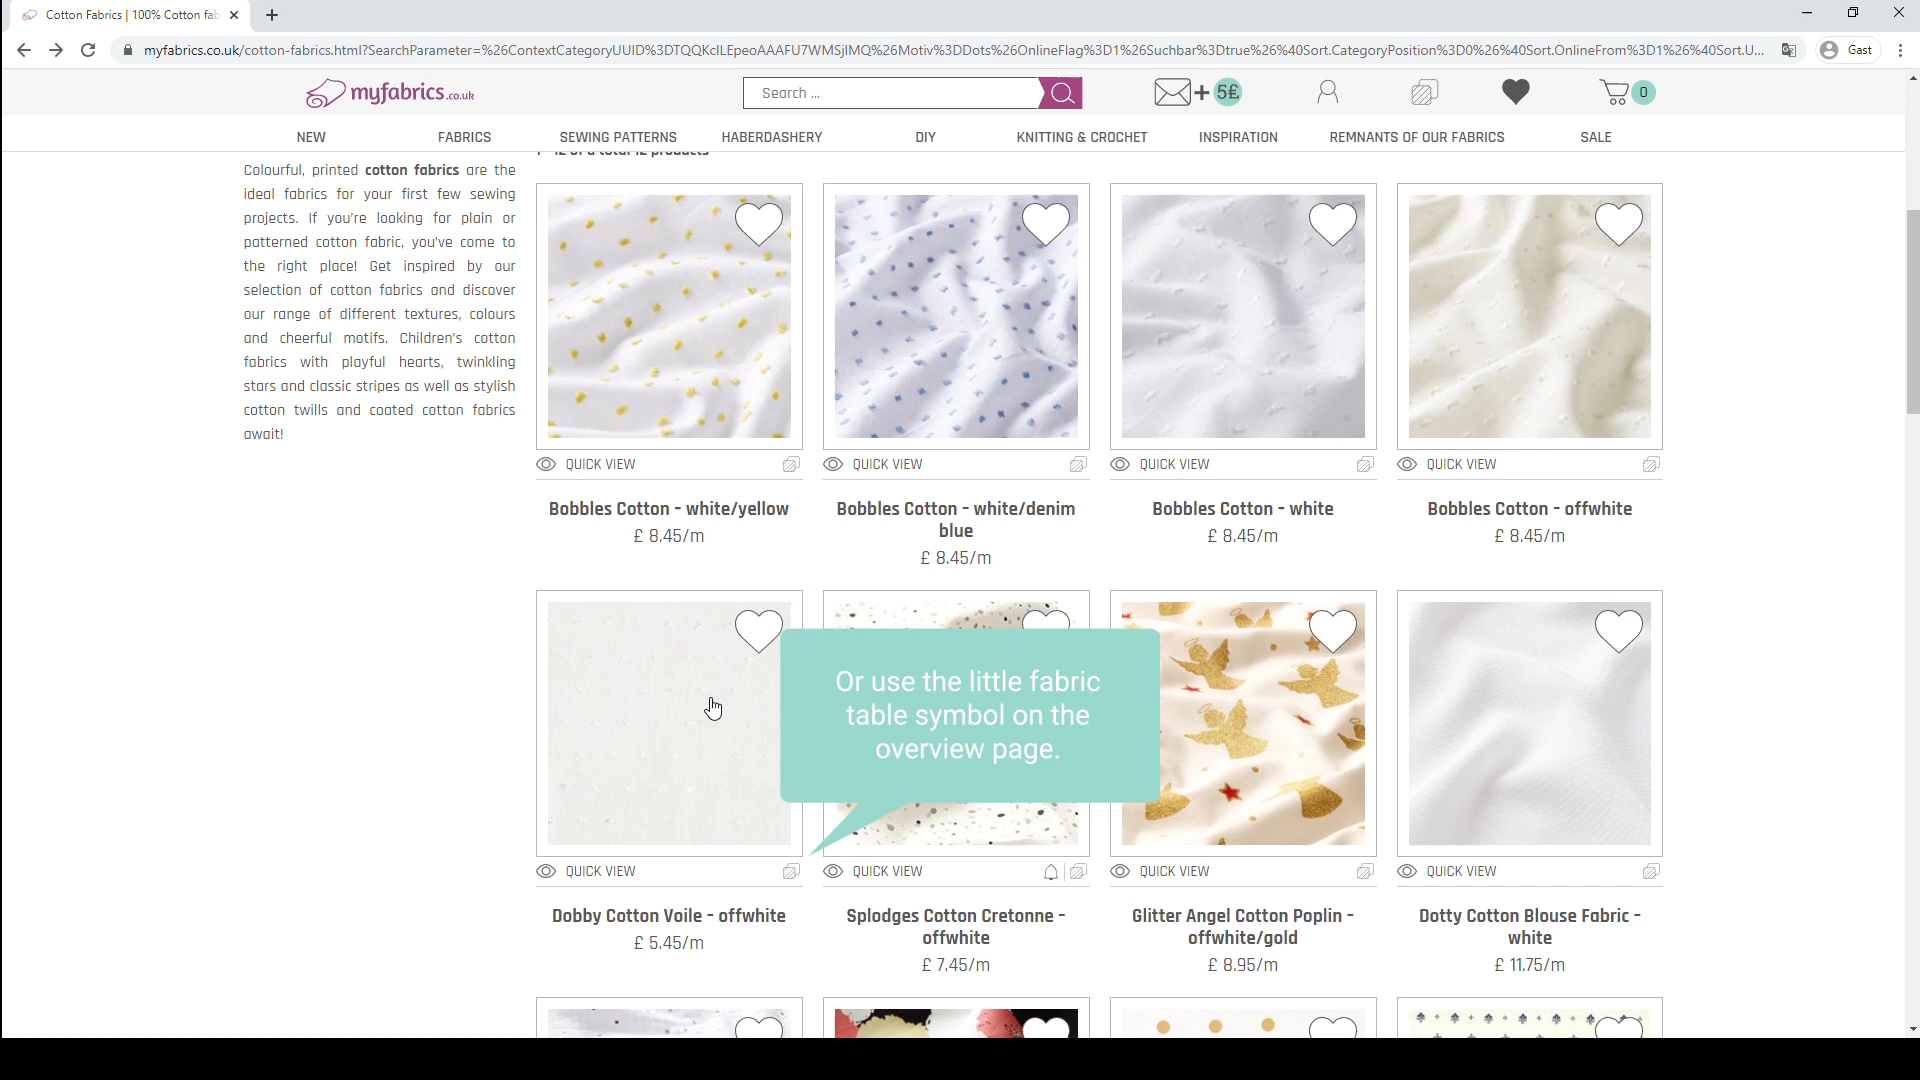 Cotton Fabrics | 100% Cotton fab
myfabrics.co.uk/cotton-fabrics.html?SearchParameter=%26ContextCategoryUUID%3DTQQKcILEpeoAAAFU7WMSjIMQ%26Motiv%3DDots%26OnlineFlag%3D1%26Suchbar%3Dtrue%26%40Sort.CategoryPosition%3D0%26%40Sort.OnlineFrom%3D1%26%40Sort.U...
Gast
myfabrics.co.uk
Search ...
+ 5£
0
NEW
FABRICS
SEWING PATTERNS
HABERDASHERY
DIY
KNITTING & CROCHET
INSPIRATION
REMNANTS OF OUR FABRICS
SALE
1 - 12 of a total 12 products
Colourful, printed cotton fabrics are the
ideal fabrics for your first few sewing
projects. If you're looking for plain or
patterned cotton fabric, you've come to
the right place! Get inspired by our
selection of cotton fabrics and discover
our range of different textures, colours
and cheerful motifs. Children's cotton
fabrics with playful hearts, twinkling
stars and classic stripes as well as stylish
cotton twills and coated cotton fabrics
await!
QUICK VIEW
QUICK VIEW
QUICK VIEW
QUICK VIEW
Bobbles Cotton - white/yellow
£ 8.45/m
Bobbles Cotton - white/denim
blue
£ 8.45/m
Bobbles Cotton - white
£ 8.45/m
Bobbles Cotton - offwhite
£ 8.45/m
Or use the little fabric
table symbol on the
overview page.
QUICK VIEW
QUICK VIEW
QUICK VIEW
QUICK VIEW
Dobby Cotton Voile - offwhite
£ 5.45/m
Splodges Cotton Cretonne -
offwhite
£ 7.45/m
Glitter Angel Cotton Poplin -
offwhite/gold
£ 8.95/m
Dotty Cotton Blouse Fabric -
white
£ 11.75/m